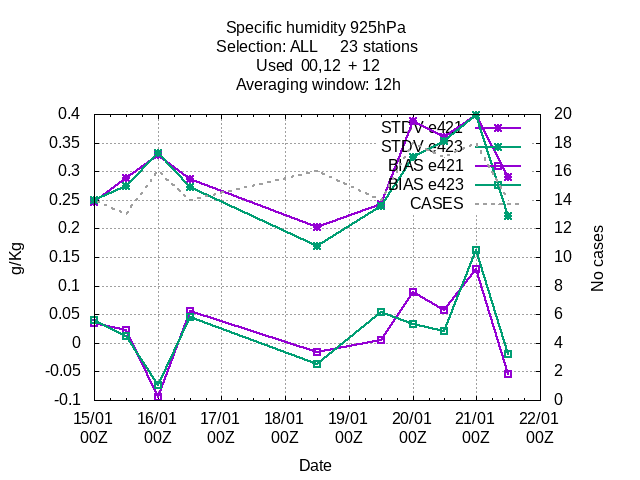 Specific humidity 925hPa
Selection: ALL 23 stations
Used 00,12 + 12
Averaging window: 12h
STDV e421
STDV e423
BIAS e421
BIAS e423
CASES
0.4
0.35
0.3
0.25
0.2
0.15
0.1
0.05
0
-0.05
-0.1
g/Kg
20
18
16
14
12
10
8
6
4
2
0
No cases
15/01 16/01 17/01 18/01 19/01 20/01 21/01 22/01
00Z 00Z 00Z 00Z 00Z 00Z 00Z 00Z
Date